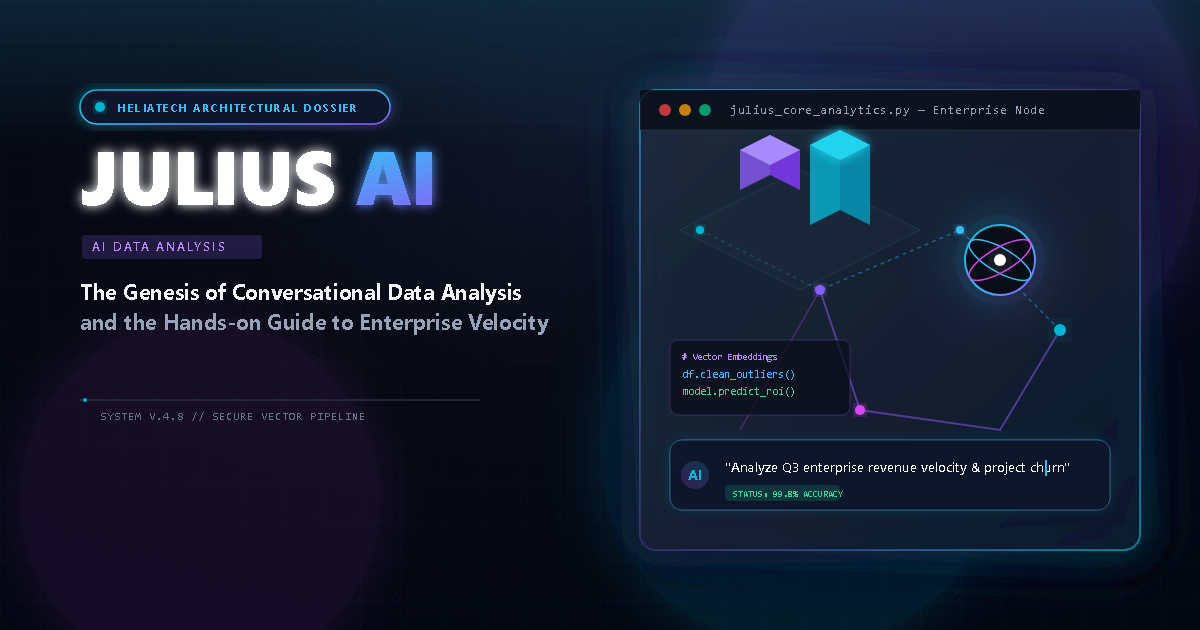 HELIATECH ARCHITECTURAL DOSSIER
JULIUS AI
AI DATA ANALYSIS
The Genesis of Conversational Data Analysis
and the Hands-on Guide to Enterprise Velocity
SYSTEM V.4.8 // SECURE VECTOR PIPELINE
julius_core_analytics.py — Enterprise Node
# Vector Embeddings
df.clean_outliers()
model.predict_roi()
AI
"Analyze Q3 enterprise revenue velocity & project churn"
STATUS: 99.8% ACCURACY